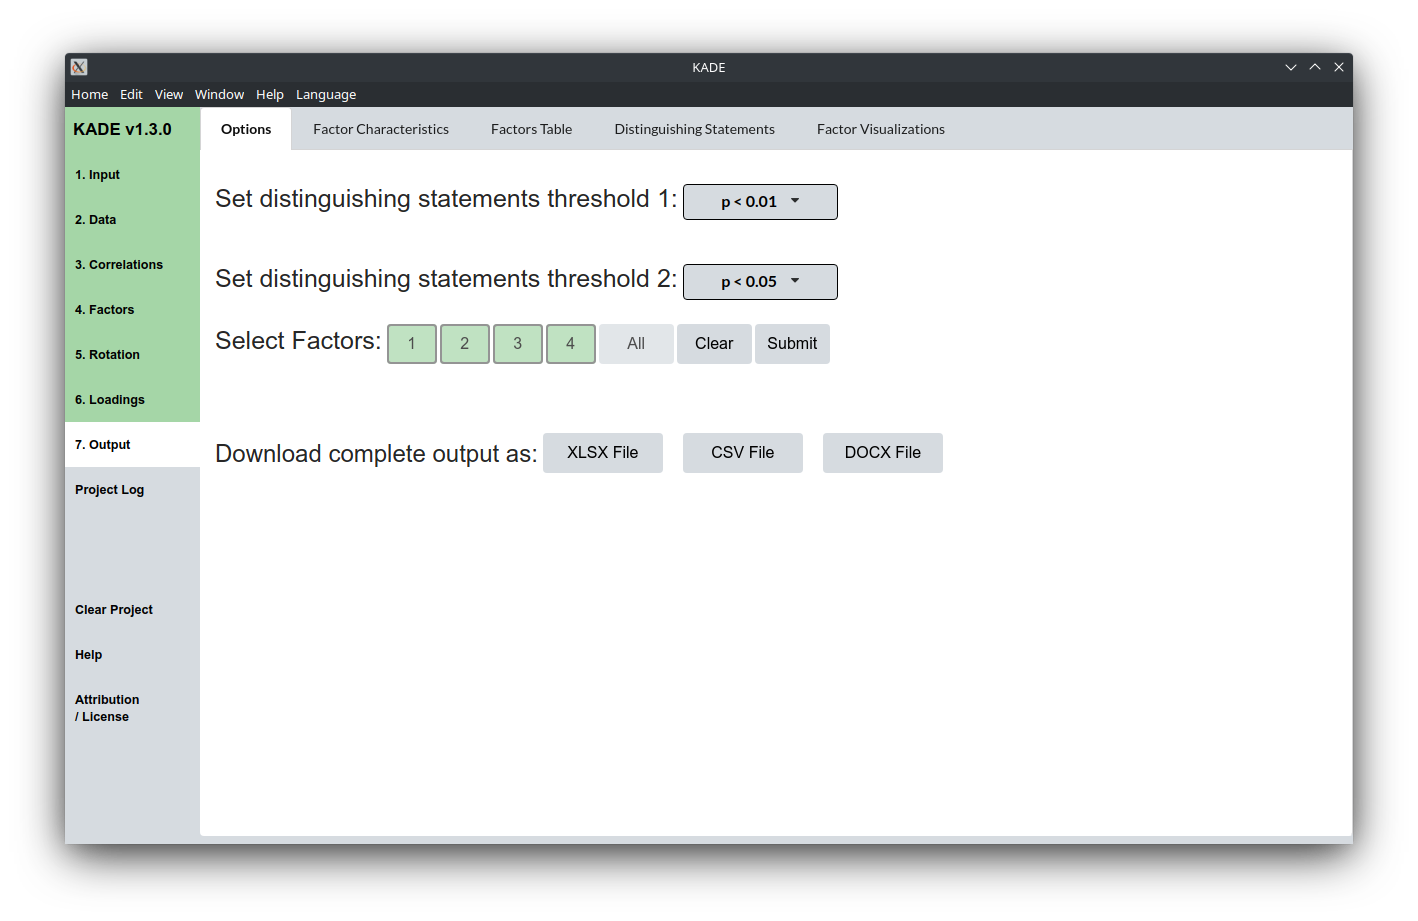 KADE
Home Edit View Window Help Language
KADE v1.3.0
Options Factor Characteristics Factors Table Distinguishing Statements Factor Visualizations
1. Input
2. Data
3. Correlations
4. Factors
5. Rotation
6. Loadings
7. Output
Project Log
Clear Project
Help
Attribution
/ License
Set distinguishing statements threshold 1: p < 0.01
Set distinguishing statements threshold 2: p < 0.05
Select Factors: 1 2 3 4 All Clear Submit
Download complete output as: XLSX File CSV File DOCX File